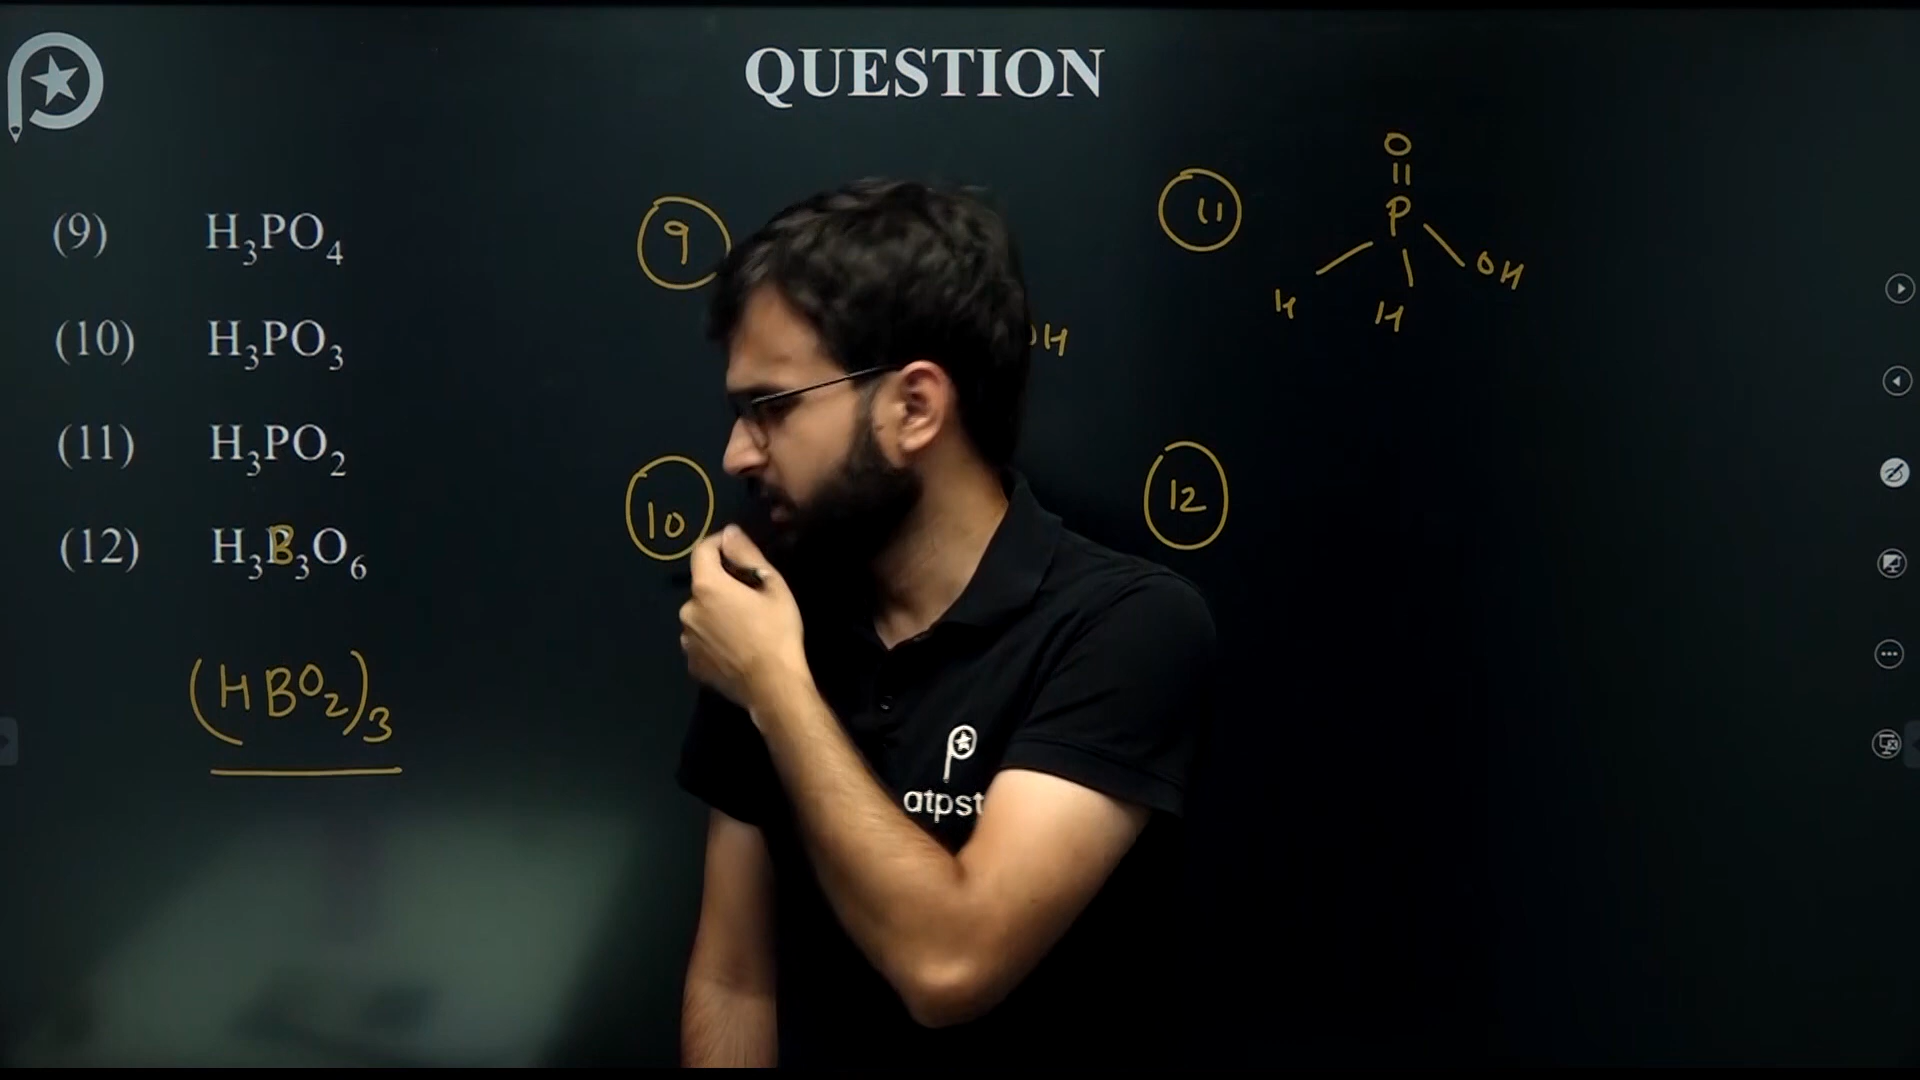 QUESTION
(9) H₃PO₄
(10) H₃PO₃
(11) H₃PO₂
(12) H₃B₃O₆
(HBO₂)₃
9
OH
10
11
O
P
H
H
OH
12
atpst